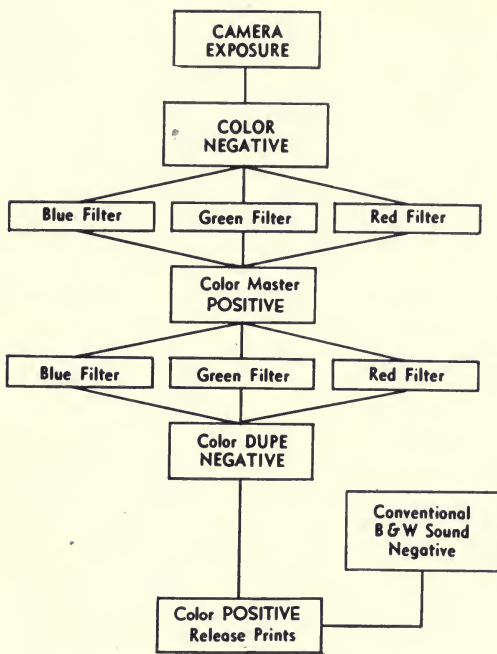 CAMERA
EXPOSURE
COLOR
NEGATIVE
Blue Filter
Green Filter
Red Filter
Color Master
POSITIVE
Blue Filter
Green Filter
Red Filter
Color DUPE
NEGATIVE
Conventional
B&W Sound
Negative
Color POSITIVE
Release Prints